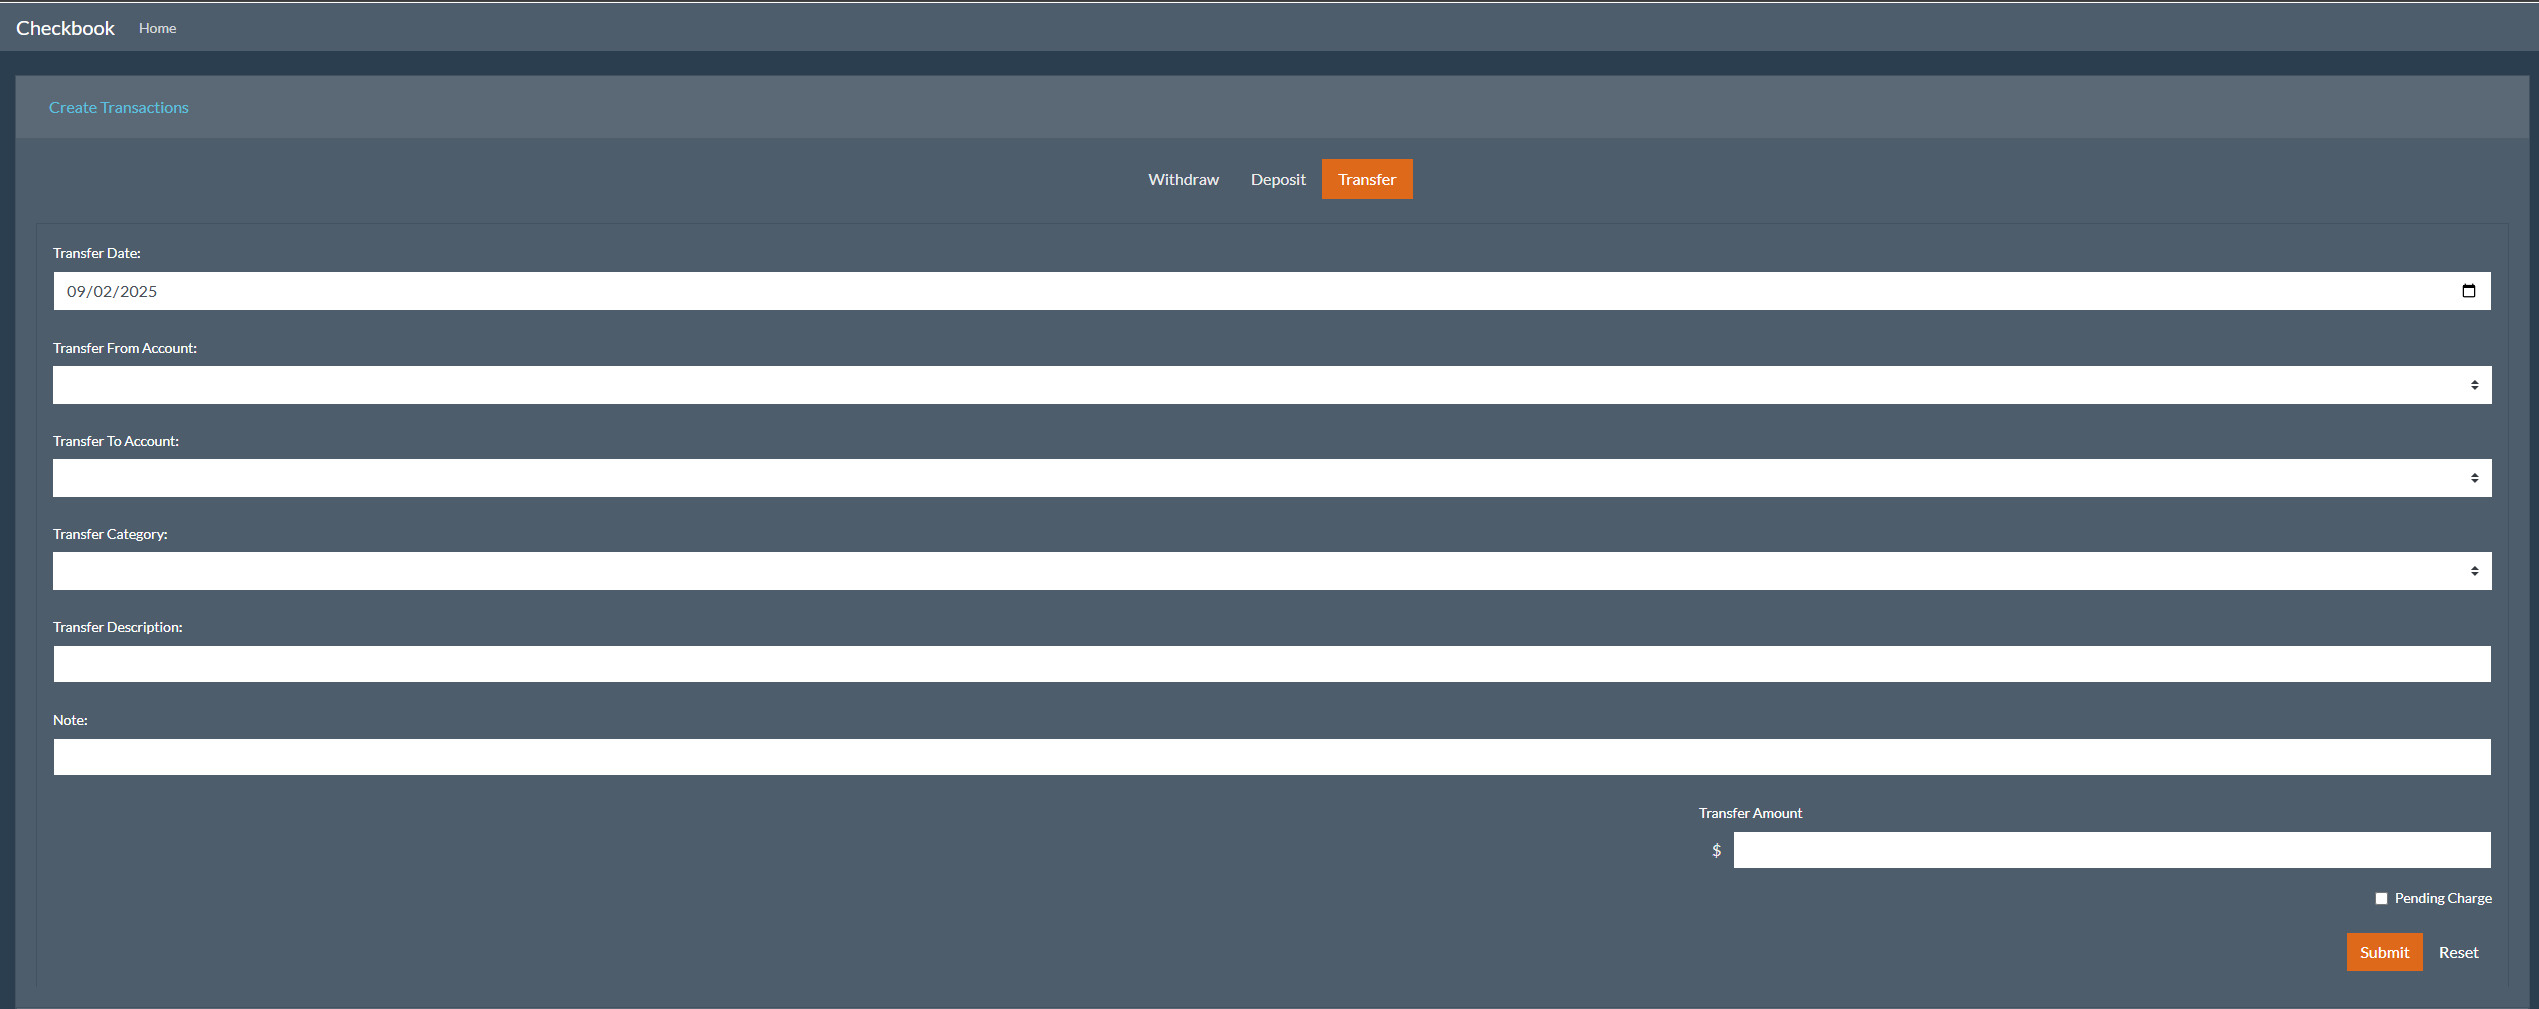 Checkbook Home
Create Transactions
Withdraw Deposit Transfer
Transfer Date:
09/02/2025
Transfer From Account:
Transfer To Account:
Transfer Category:
Transfer Description:
Note:
Transfer Amount
$
Pending Charge
Submit Reset